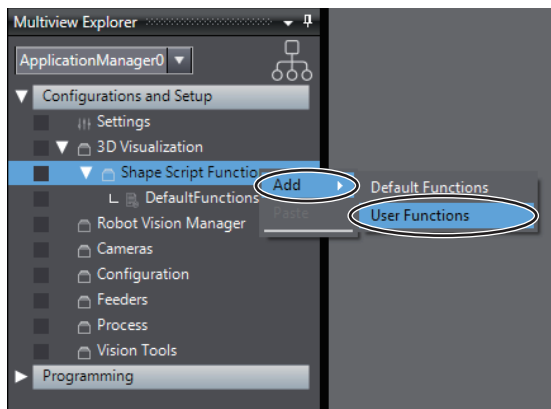 Multiview Explorer
ApplicationManager0
Configurations and Setup
Settings
3D Visualization
Shape Script Functio
Add
Default Functions
DefaultFunctions
Paste
User Functions
Robot Vision Manager
Cameras
Configuration
Feeders
Process
Vision Tools
Programming